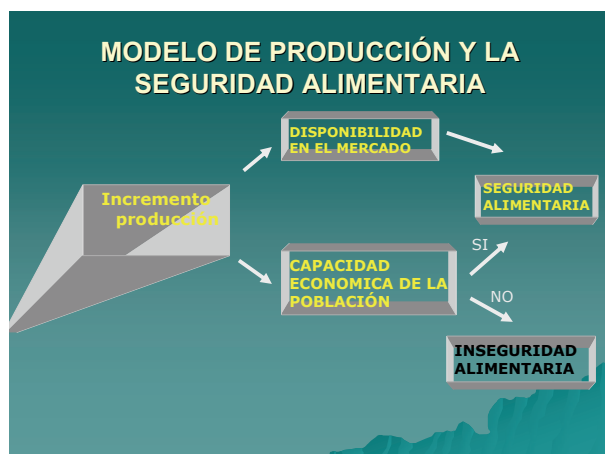 MODELO DE PRODUCCIÓN Y LA
SEGURIDAD ALIMENTARIA
DISPONIBILIDAD
EN EL MERCADO
Incremento
producción
SEGURIDAD
ALIMENTARIA
CAPACIDAD
ECONOMICA DE LA
POBLACIÓN
SI
NO
INSEGURIDAD
ALIMENTARIA